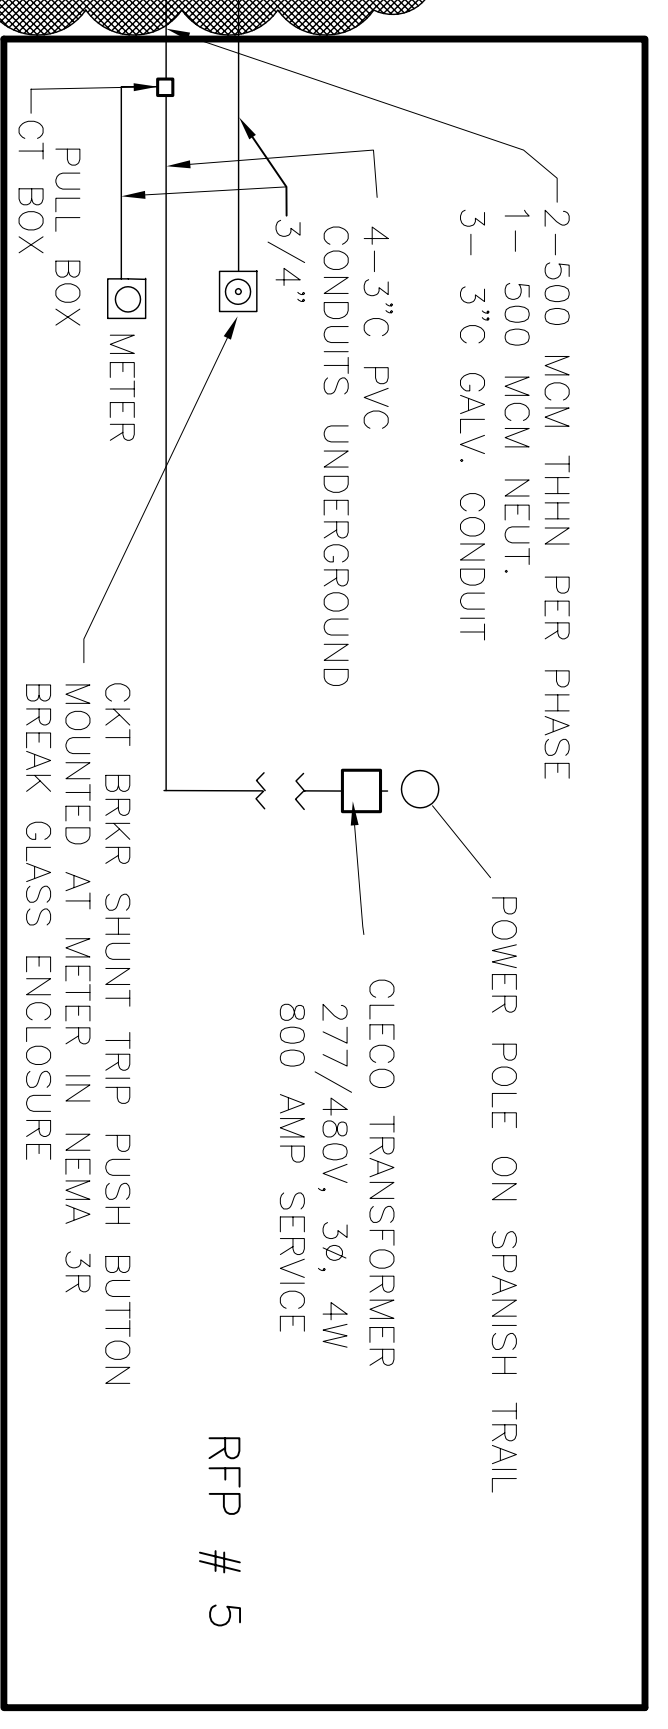 2-500 MCM THHN PER PHASE
1- 500 MCM NEUT.
3- 3"C GALV. CONDUIT
4-3"C PVC
CONDUITS UNDERGROUND
3/4"
PULL BOX
CT BOX
METER
POWER POLE ON SPANISH TRAIL
CLECO TRANSFORMER
277/480V, 3Ø, 4W
800 AMP SERVICE
CKT BRKR SHUNT TRIP PUSH BUTTON
MOUNTED AT METER IN NEMA 3R
BREAK GLASS ENCLOSURE
RFP # 5